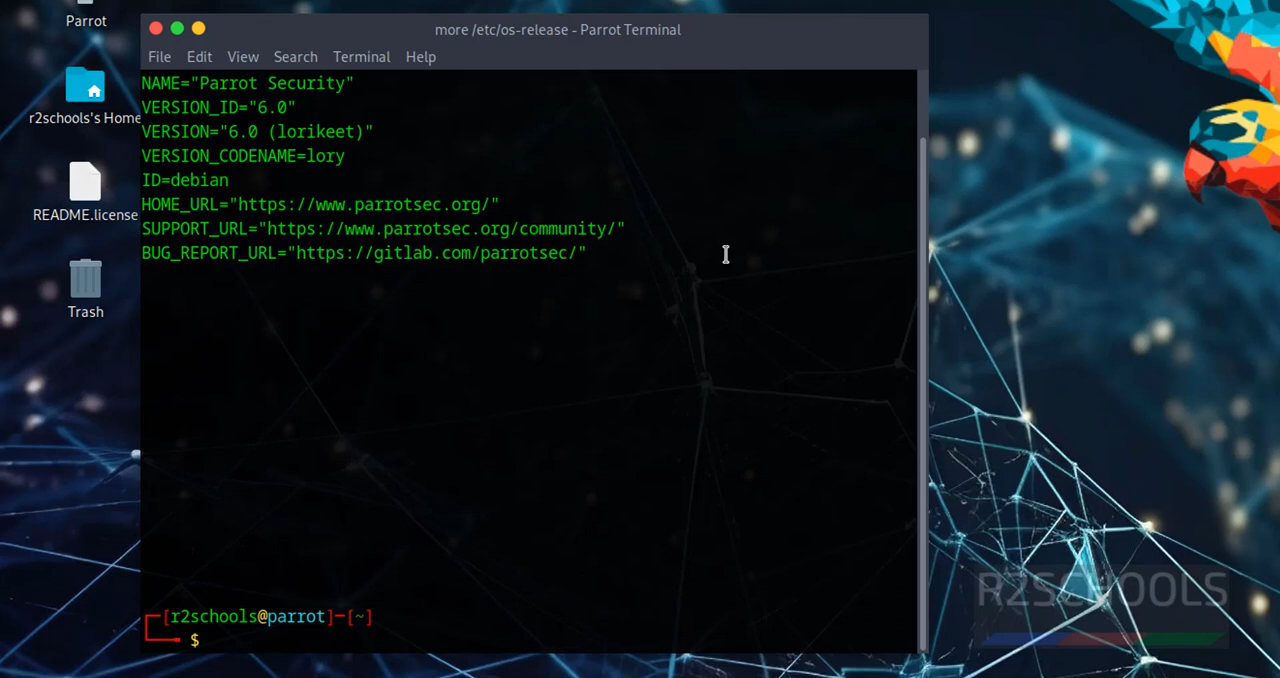 Parrot
r2schools's Home
README.license
Trash
more /etc/os-release - Parrot Terminal
File Edit View Search Terminal Help
NAME="Parrot Security"
VERSION_ID="6.0"
VERSION="6.0 (lorikeet)"
VERSION_CODENAME=lory
ID=debian
HOME_URL="https://www.parrotsec.org/"
SUPPORT_URL="https://www.parrotsec.org/community/"
BUG_REPORT_URL="https://gitlab.com/parrotsec/"
┌─[r2schools@parrot]─[~]
└──╼ $
R2SCHOOLS